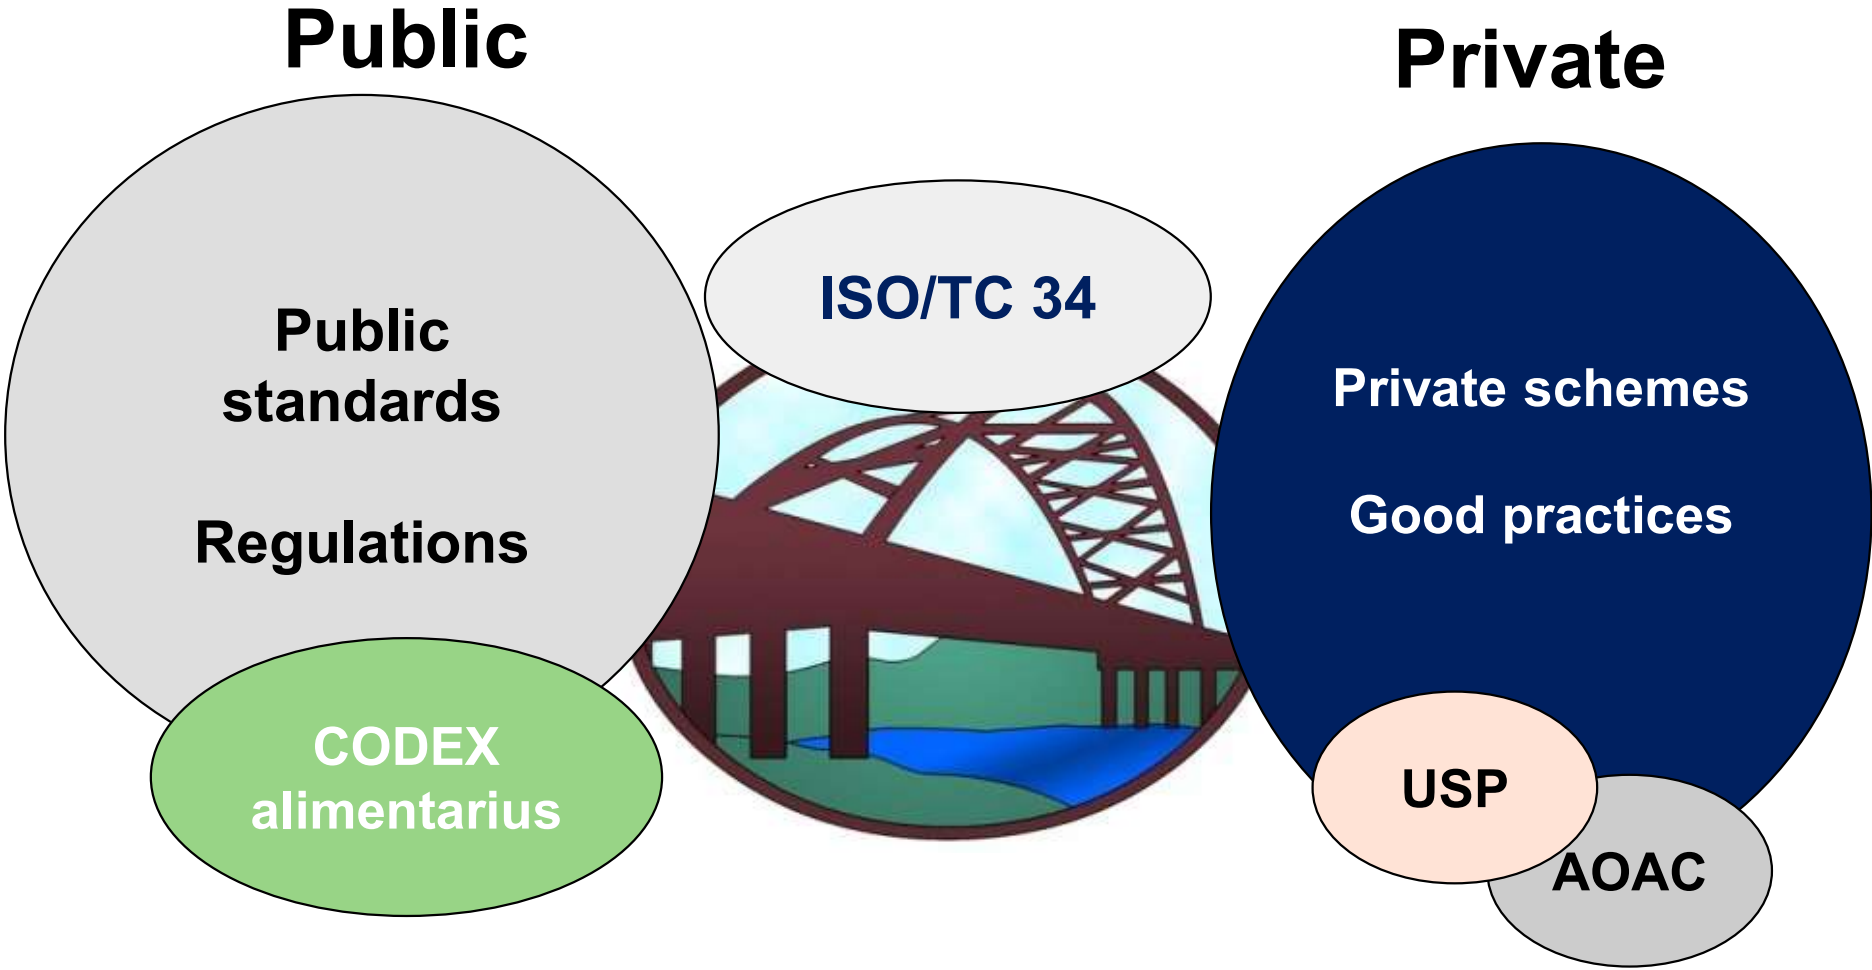 Public
Private
Public
standards
Regulations
CODEX
alimentarius
ISO/TC 34
Private schemes
Good practices
USP
AOAC